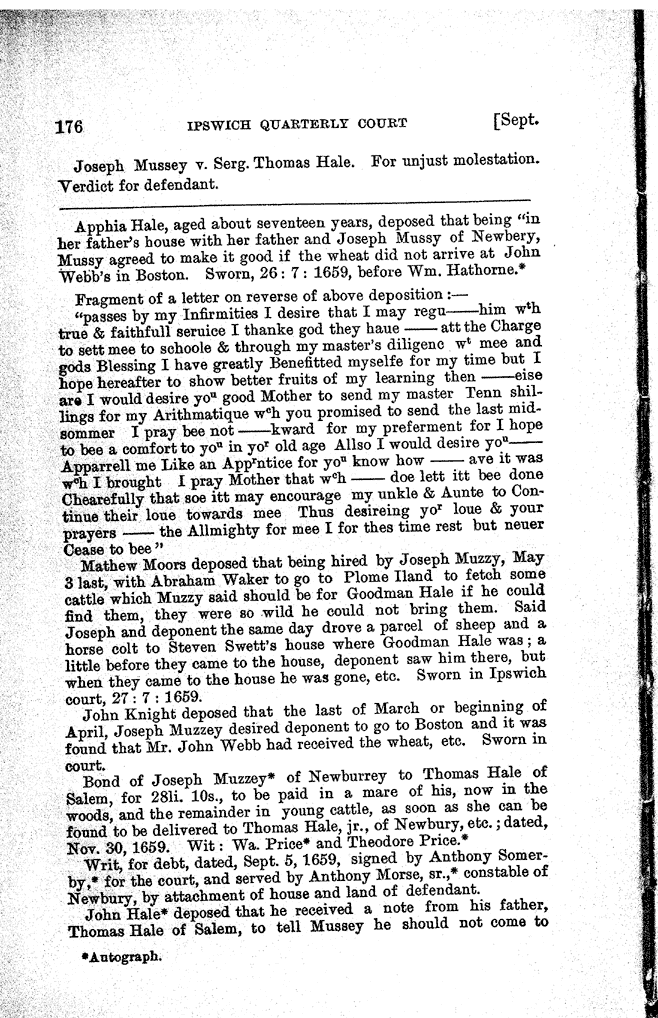 176 IPSWICH QUARTERLY COURT [Sept.
Joseph Mussey v. Serg. Thomas Hale. For unjust molestation.
Verdict for defendant.
Apphia Hale, aged about seventeen years, deposed that being "in
her father's house with her father and Joseph Mussy of Newbery,
Mussy agreed to make it good if the wheat did not arrive at John
Webb's in Boston. Sworn, 26 : 7 : 1659, before Wm. Hathorne.*
Fragment of a letter on reverse of above deposition :—
"passes by my Infirmities I desire that I may regu——him wᵗh
true & faithfull seruice I thanke god they haue —— att the Charge
to sett mee to schoole & through my master's diligenc wᵗ mee and
gods Blessing I have greatly Benefitted myselfe for my time but I
hope hereafter to show better fruits of my learning then ——eise
are I would desire yoᵘ good Mother to send my master Tenn shil-
lings for my Arithmatique wᶜh you promised to send the last mid-
sommer I pray bee not ——kward for my preferment for I hope
to bee a comfort to yoᵘ in yoʳ old age Allso I would desire yoᵘ——
Apparrell me Like an Appʳntice for yoᵘ know how —— ave it was
wᶜh I brought I pray Mother that wᶜh —— doe lett itt bee done
Chearefully that soe itt may encourage my unkle & Aunte to Con-
tinue their loue towards mee Thus desireing yoʳ loue & your
prayers —— the Allmighty for mee I for thes time rest but neuer
Cease to bee"
Mathew Moors deposed that being hired by Joseph Muzzy, May
3 last, with Abraham Waker to go to Plome Iland to fetch some
cattle which Muzzy said should be for Goodman Hale if he could
find them, they were so wild he could not bring them. Said
Joseph and deponent the same day drove a parcel of sheep and a
horse colt to Steven Swett's house where Goodman Hale was ; a
little before they came to the house, deponent saw him there, but
when they came to the house he was gone, etc. Sworn in Ipswich
court, 27 : 7 : 1659.
John Knight deposed that the last of March or beginning of
April, Joseph Muzzey desired deponent to go to Boston and it was
found that Mr. John Webb had received the wheat, etc. Sworn in
court.
Bond of Joseph Muzzey* of Newburrey to Thomas Hale of
Salem, for 28li. 10s., to be paid in a mare of his, now in the
woods, and the remainder in young cattle, as soon as she can be
found to be delivered to Thomas Hale, jr., of Newbury, etc. ; dated,
Nov. 30, 1659. Wit : Wa. Price* and Theodore Price.*
Writ, for debt, dated, Sept. 5, 1659, signed by Anthony Somer-
by,* for the court, and served by Anthony Morse, sr.,* constable of
Newbury, by attachment of house and land of defendant.
John Hale* deposed that he received a note from his father,
Thomas Hale of Salem, to tell Mussey he should not come to
*Autograph.